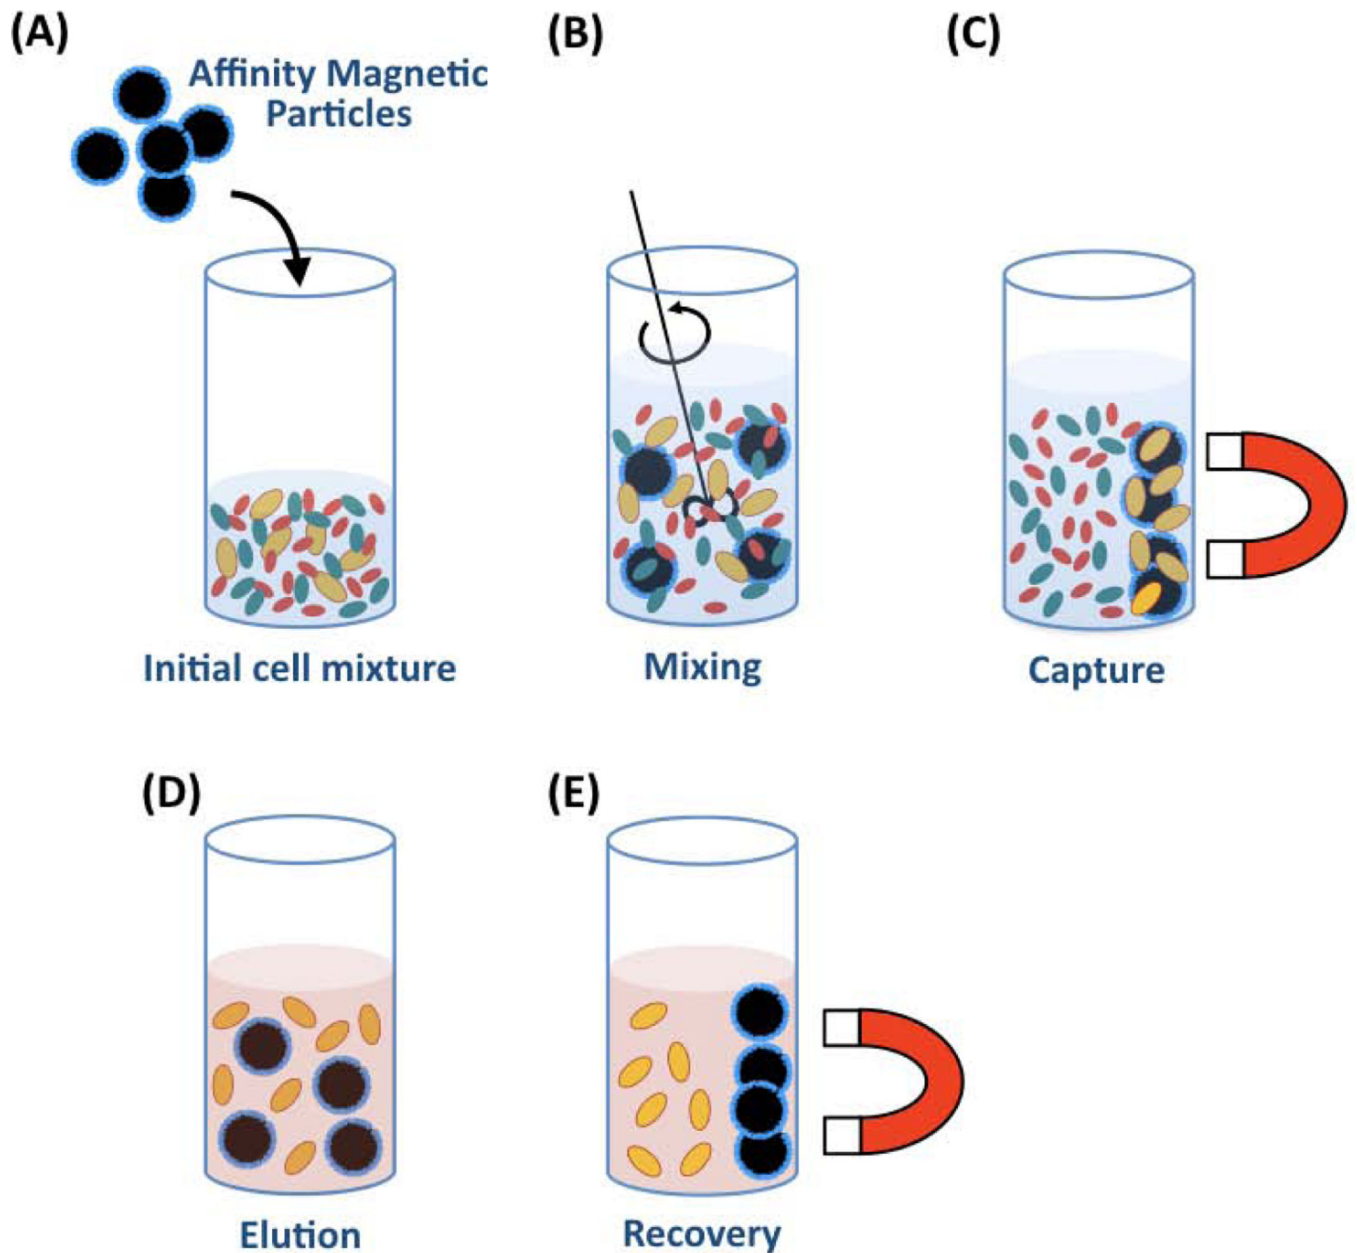 (A)
Affinity Magnetic
Particles
Initial cell mixture
(B)
Mixing
(C)
Capture
(D)
Elution
(E)
Recovery